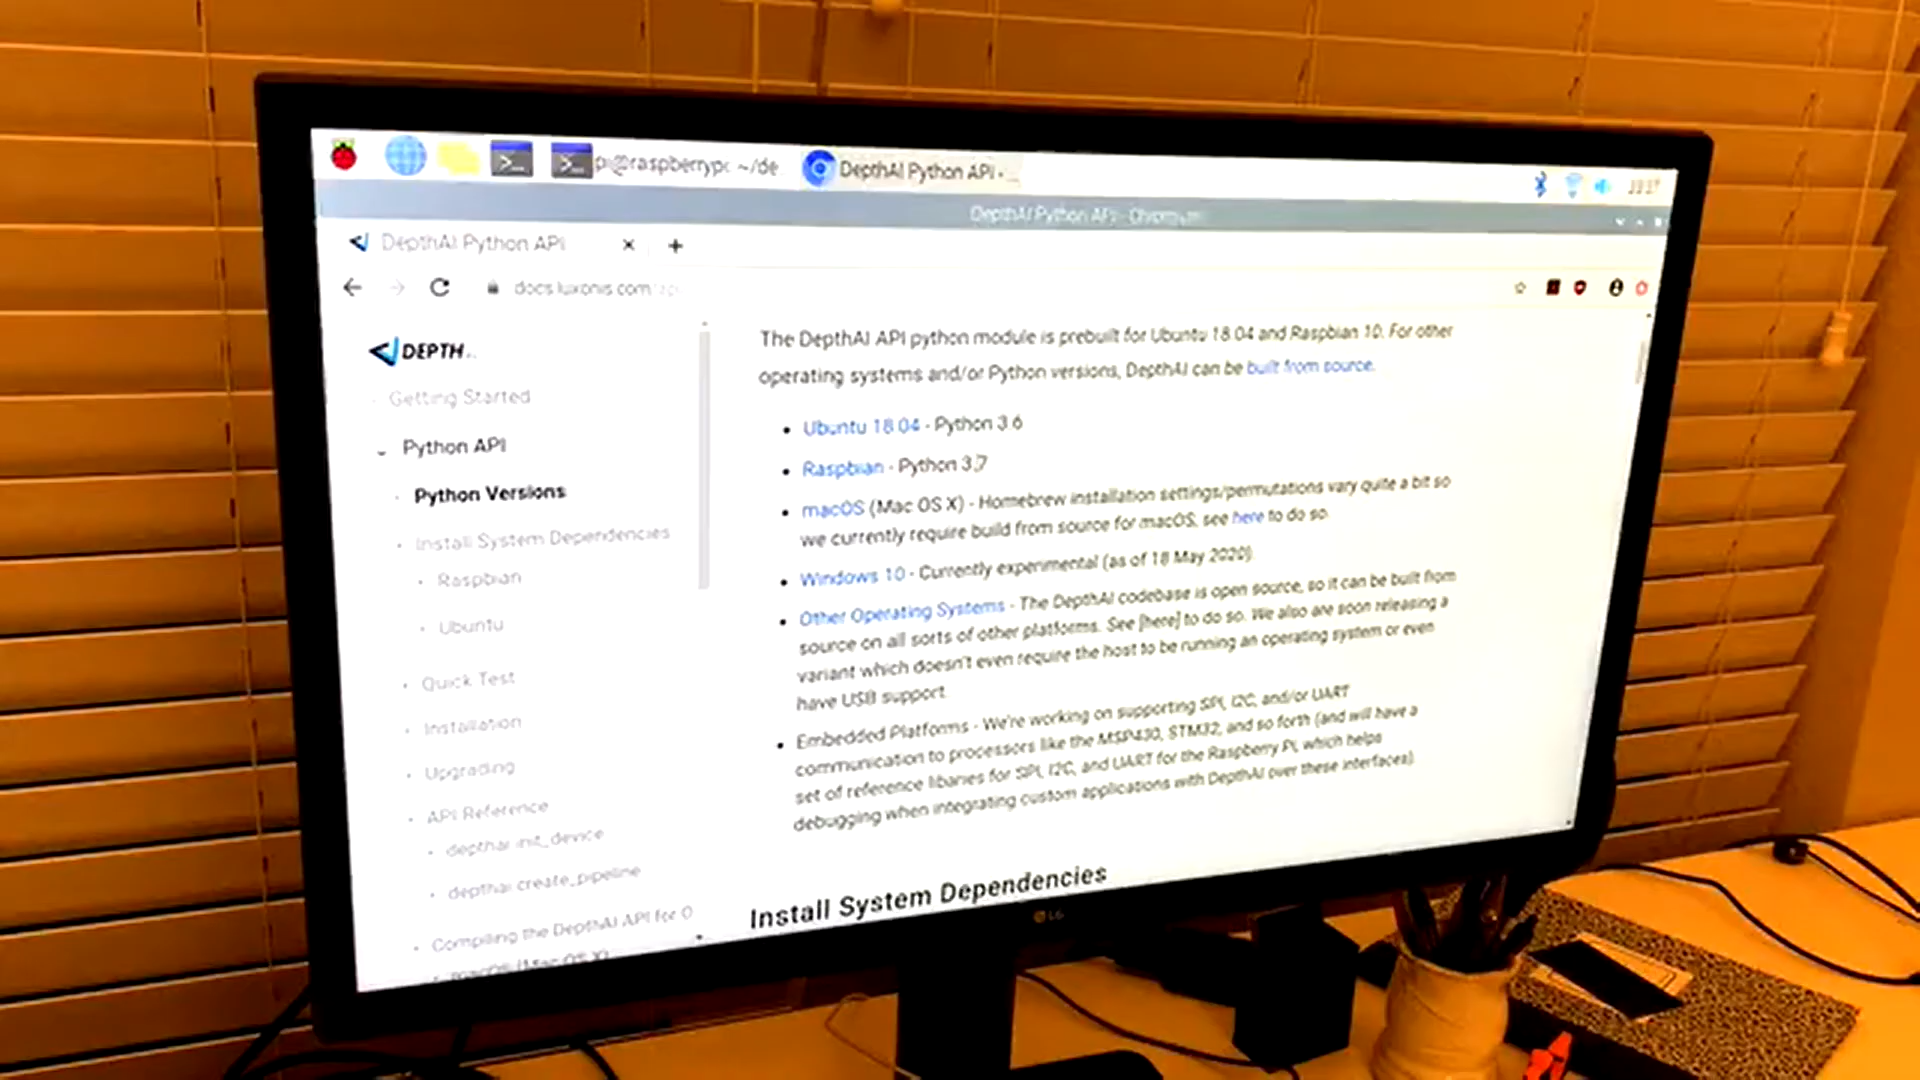 pi@raspberrypi: ~/de
DepthAI Python API - ...
DepthAI Python API - Chromium
DepthAI Python API
docs.luxonis.com
DEPTH
Getting Started
Python API
Python Versions
Install System Dependencies
Raspbian
Ubuntu
Quick Test
Installation
Upgrading
API Reference
depthai.init_device
depthai.create_pipeline
Compiling the DepthAI API for O
macOS (Mac OS X)
The DepthAI API python module is prebuilt for Ubuntu 18.04 and Raspbian 10. For other
operating systems and/or Python versions, DepthAI can be built from source.
Ubuntu 18.04 - Python 3.6
Raspbian - Python 3.7
macOS (Mac OS X) - Homebrew installation settings/permutations vary quite a bit so
we currently require build from source for macOS, see here to do so.
Windows 10 - Currently experimental (as of 18 May 2020).
Other Operating Systems - The DepthAI codebase is open source, so it can be built from
source on all sorts of other platforms. See [here] to do so. We also are soon releasing a
variant which doesn't even require the host to be running an operating system or even
have USB support.
Embedded Platforms - We're working on supporting SPI, I2C, and/or UART
communication to processors like the MSP430, STM32, and so forth (and will have a
set of reference libaries for SPI, I2C, and UART for the Raspberry Pi, which helps
debugging when integrating custom applications with DepthAI over these interfaces).
Install System Dependencies
LG